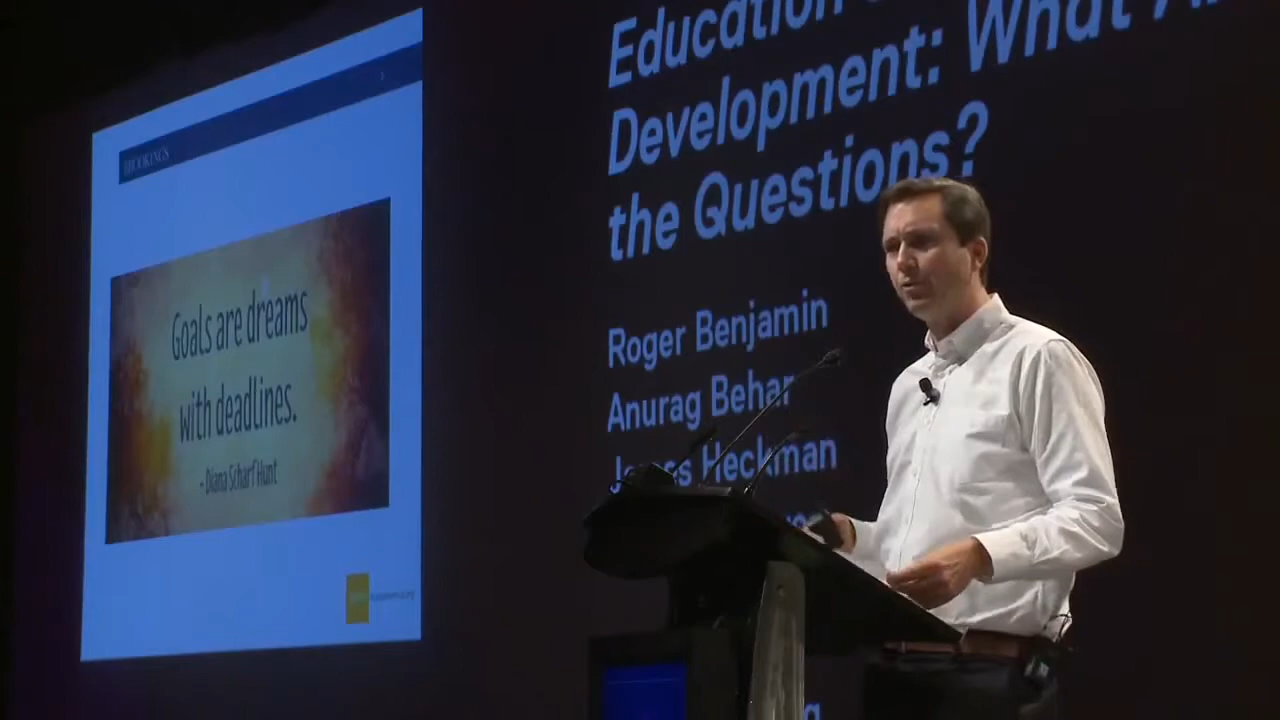 BROOKINGS
Goals are dreams
with deadlines.
- Diana Scharf Hunt
Education
Development: What
the Questions?
Roger Benjamin
Anurag Behar
Heckman